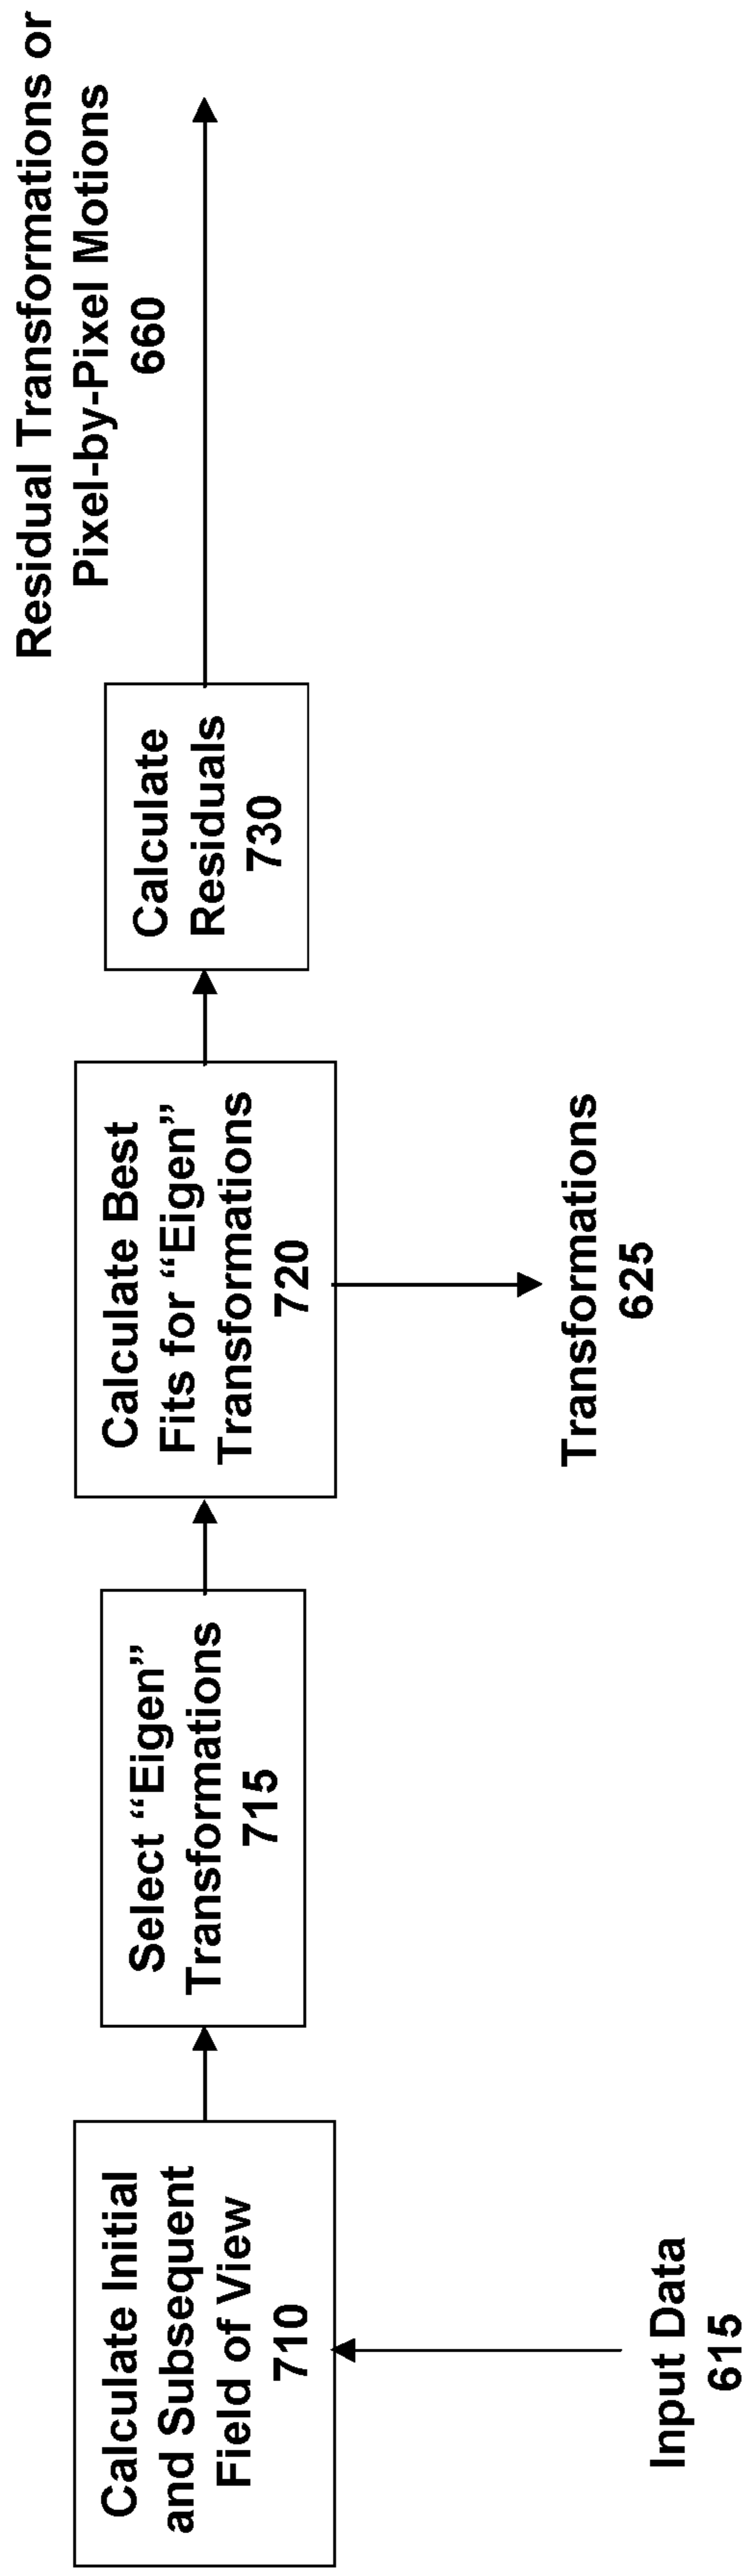 Calculate Initial
and Subsequent
Field of View
710
Input Data
615
Select “Eigen”
Transformations
715
Calculate Best
Fits for “Eigen”
Transformations
720
Transformations
625
Calculate
Residuals
730
Residual Transformations or
Pixel-by-Pixel Motions
660